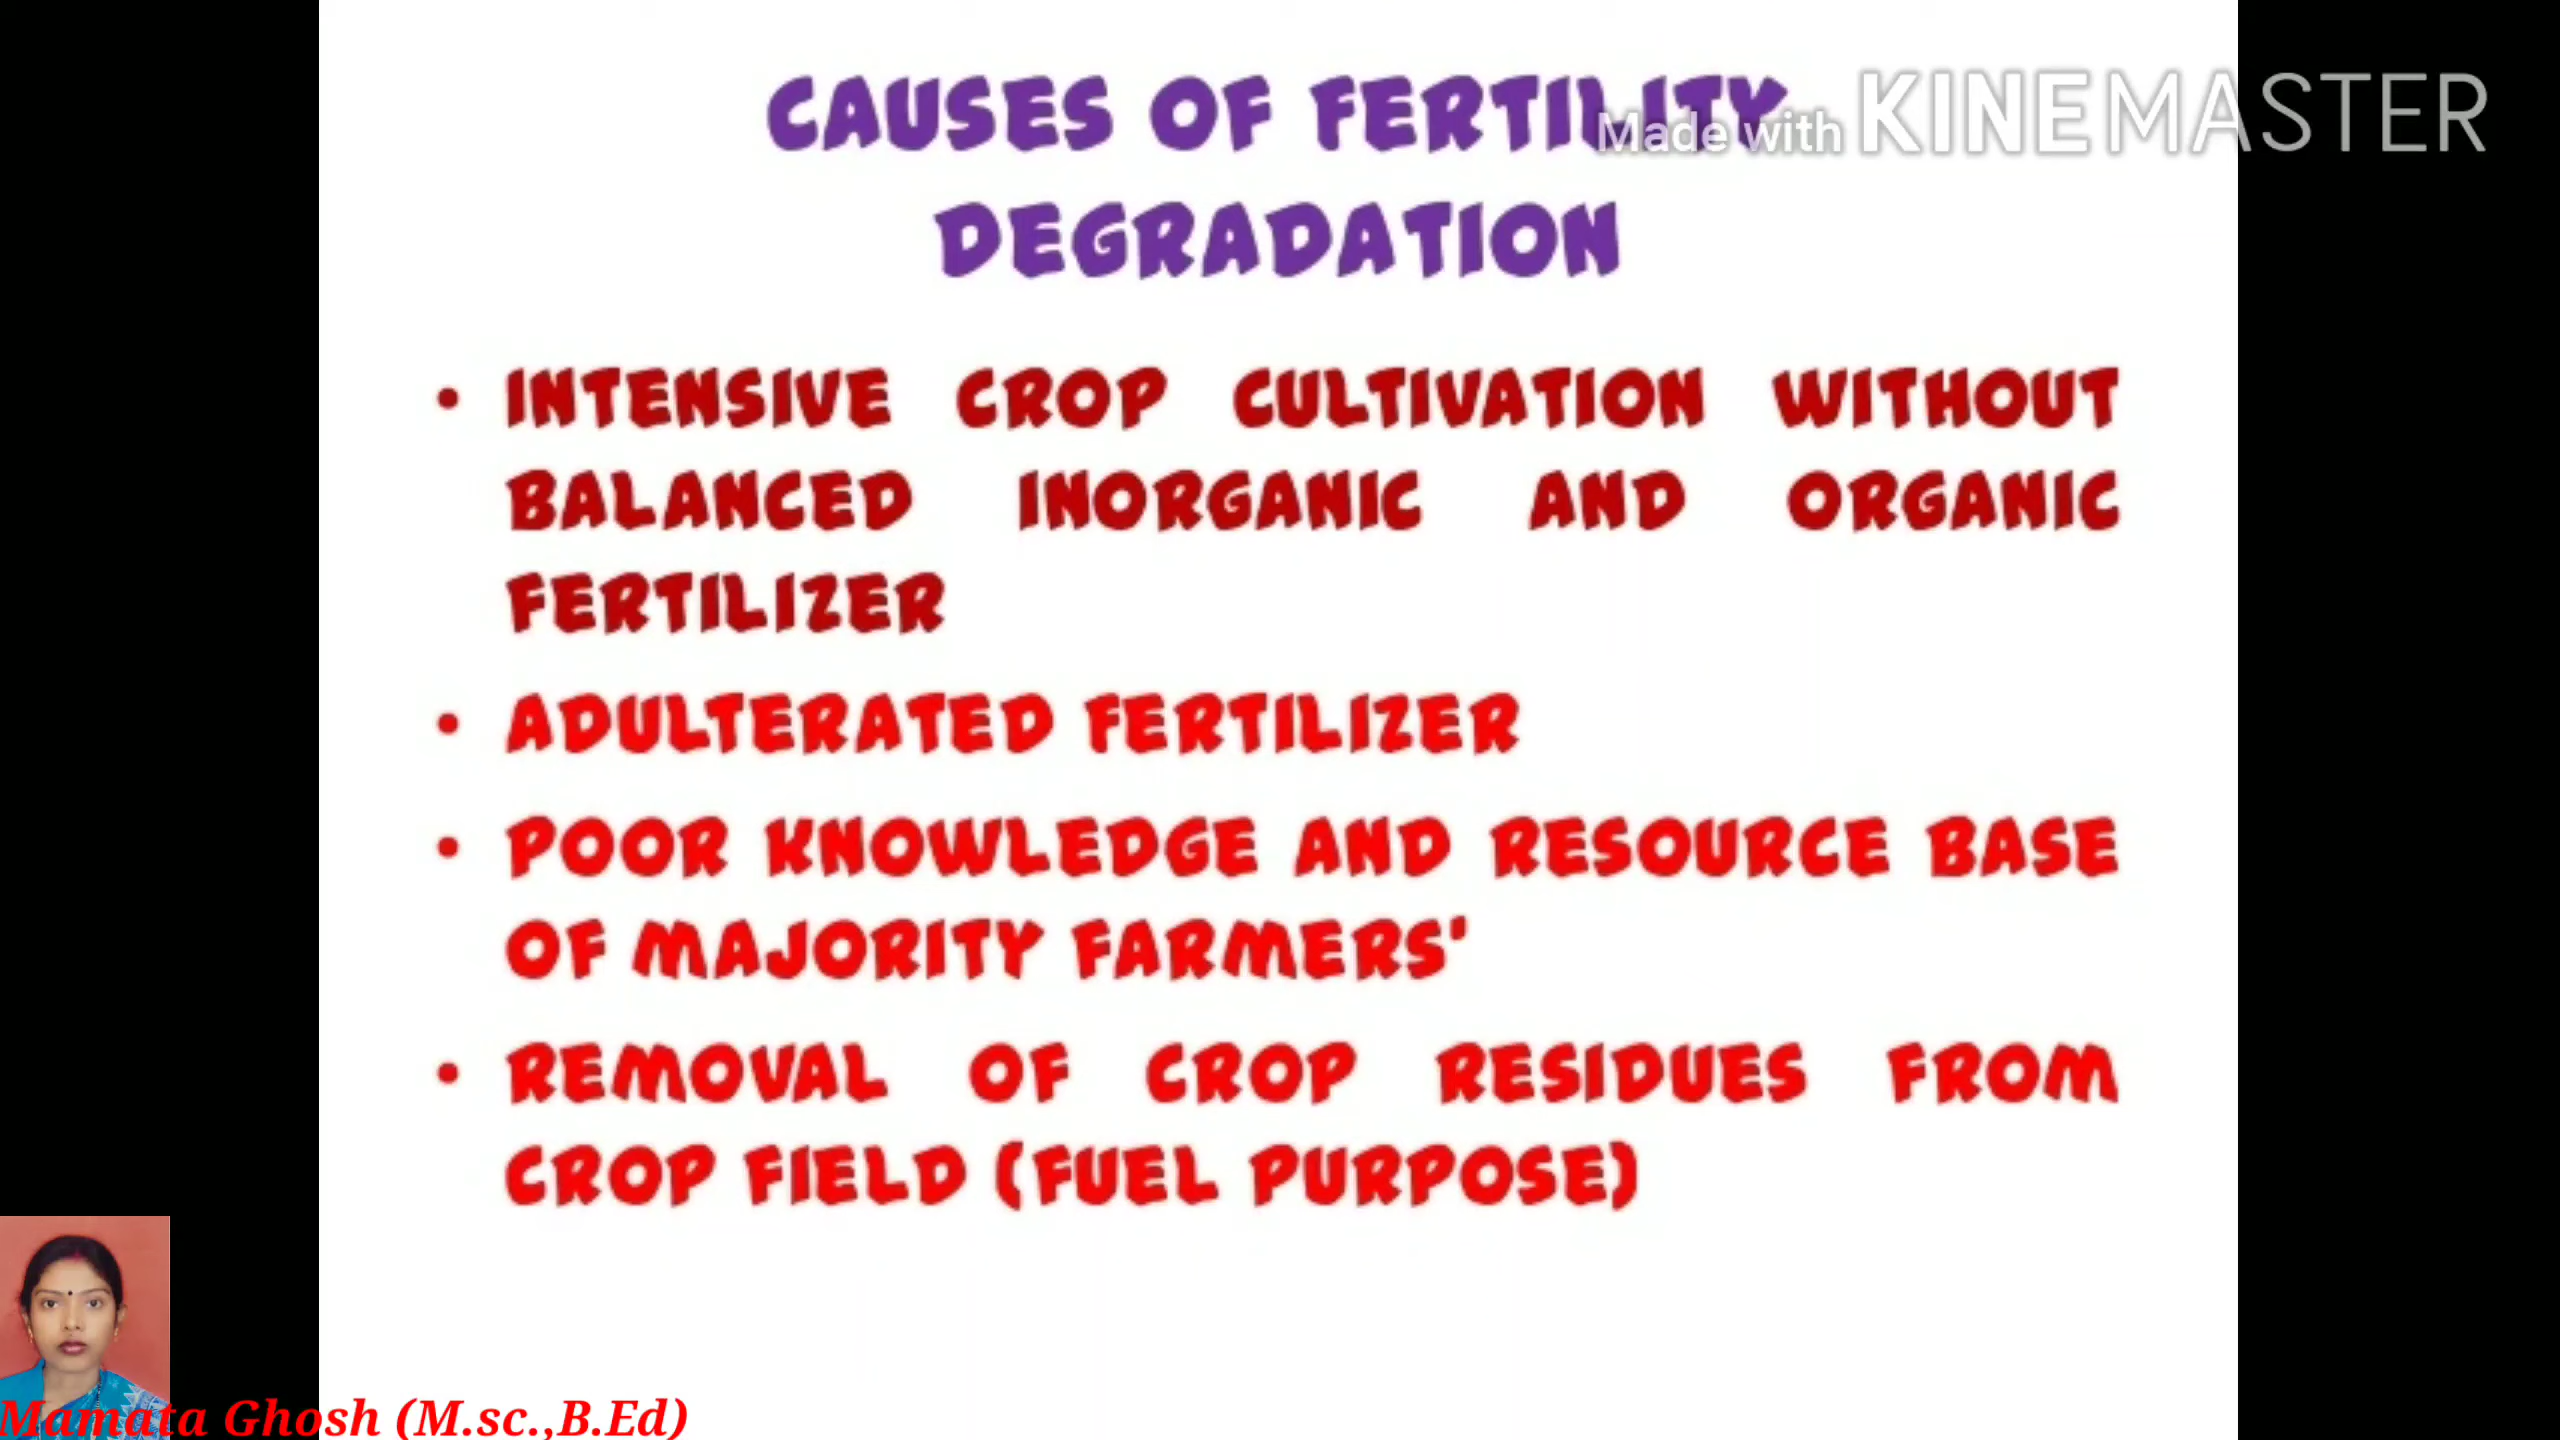 CAUSES OF FERTILITY
Made with KINEMASTER
DEGRADATION
• INTENSIVE CROP CULTIVATION WITHOUT
BALANCED INORGANIC AND ORGANIC
FERTILIZER
• ADULTERATED FERTILIZER
• POOR KNOWLEDGE AND RESOURCE BASE
OF MAJORITY FARMERS'
• REMOVAL OF CROP RESIDUES FROM
CROP FIELD (FUEL PURPOSE)
Mamata Ghosh (M.sc.,B.Ed)